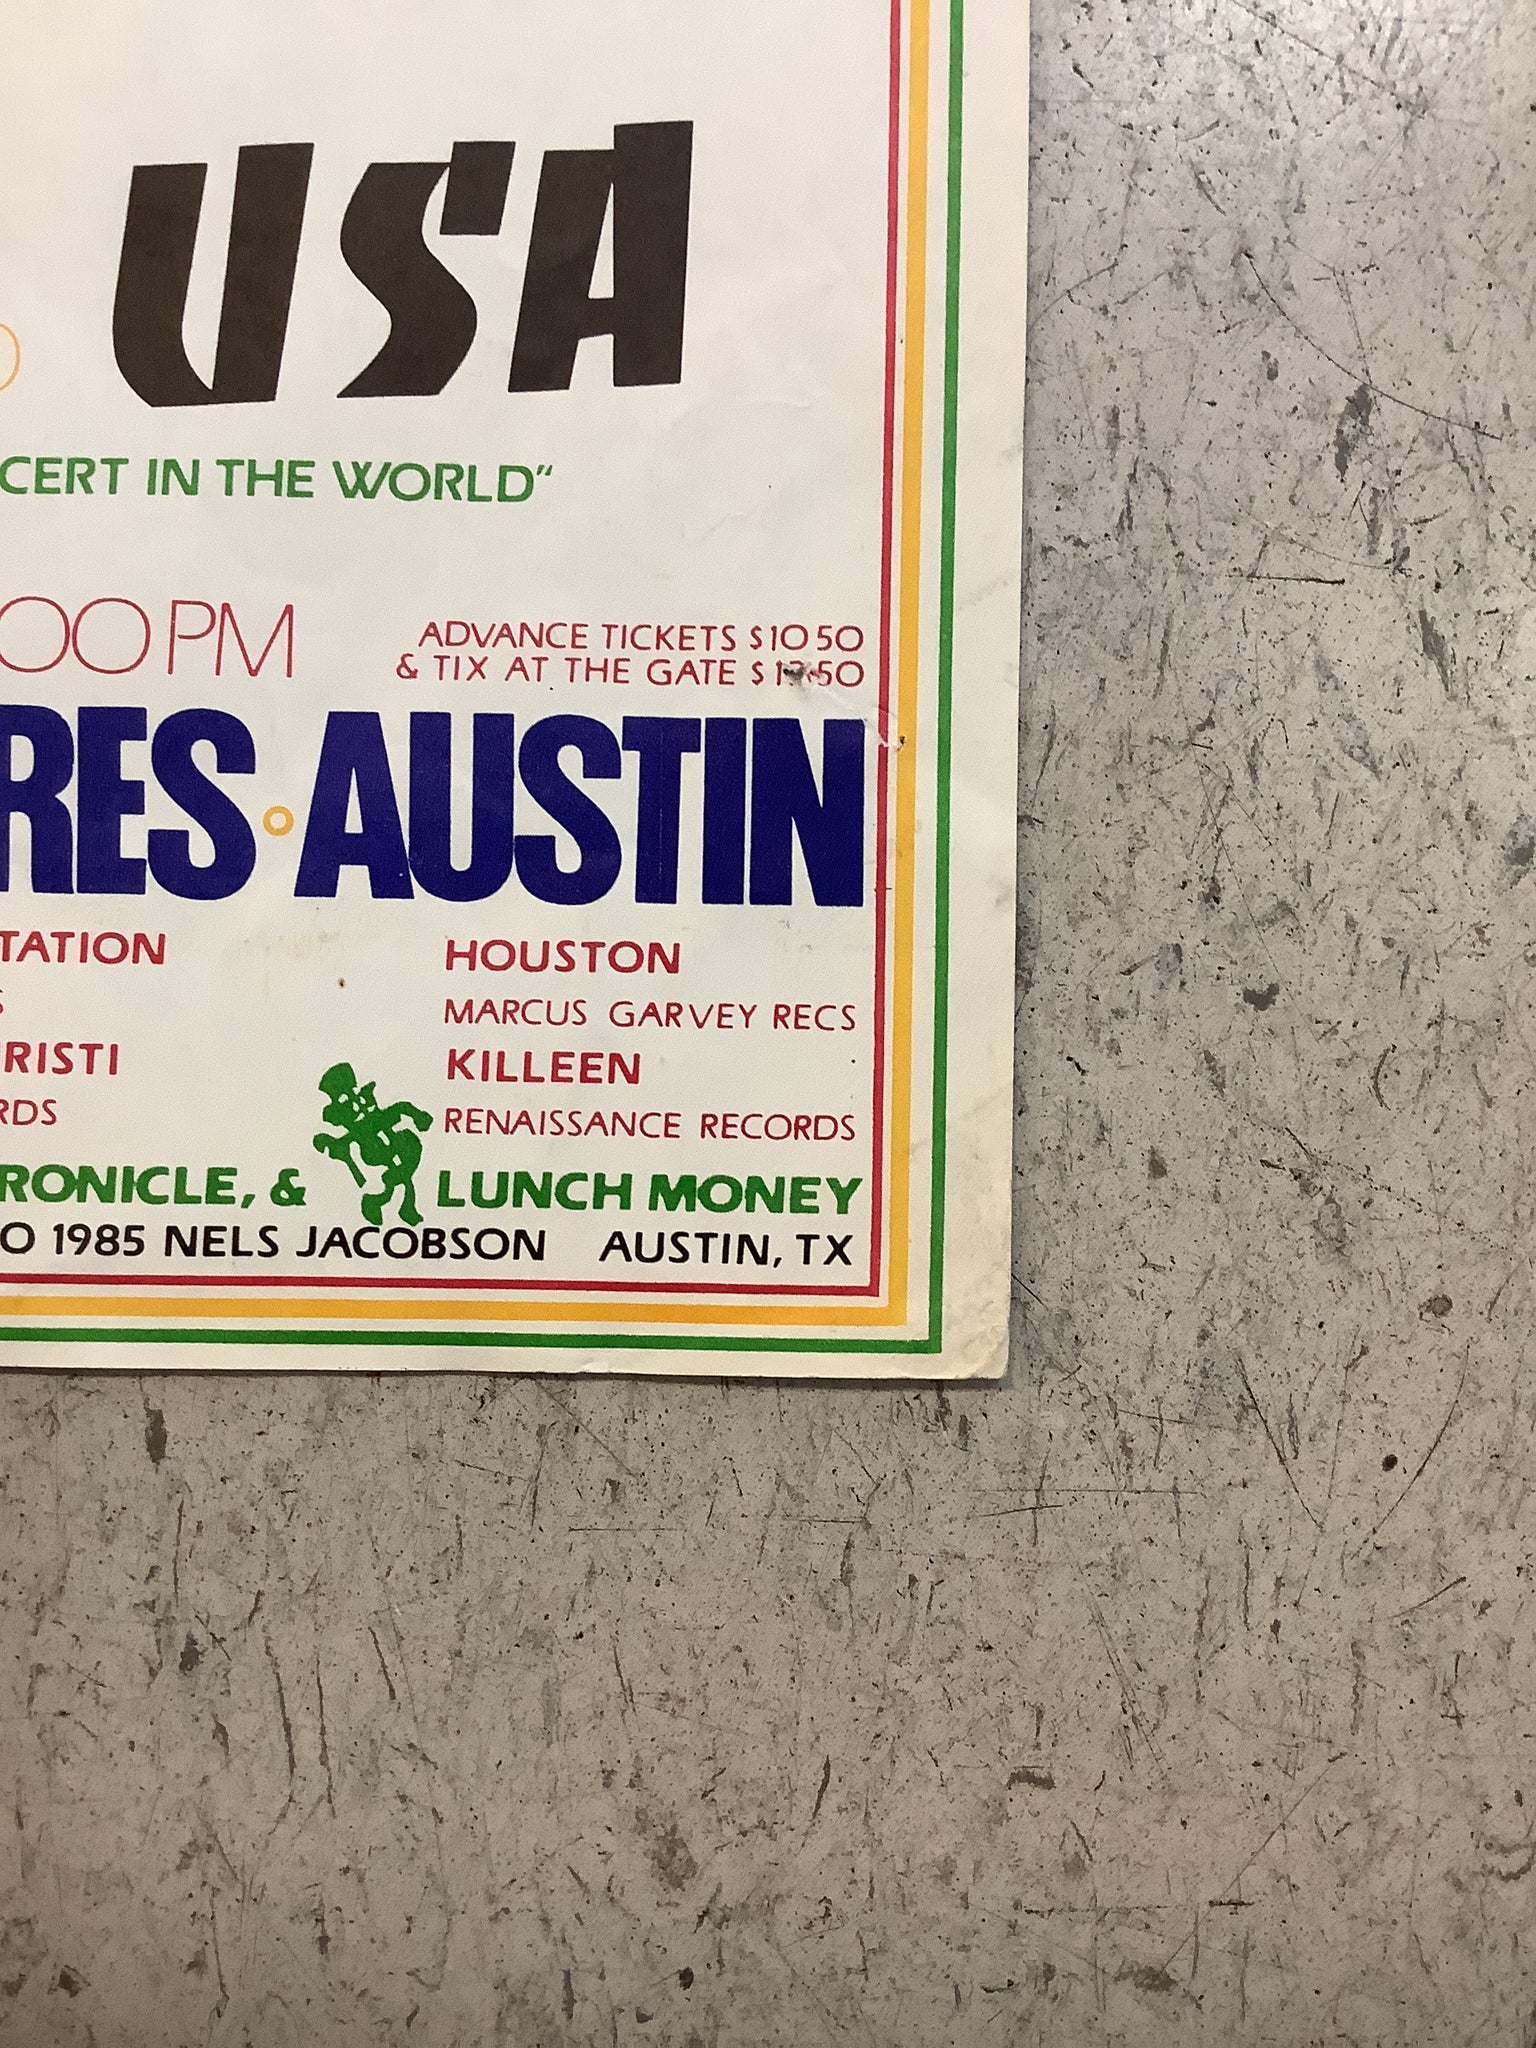 USA
CERT IN THE WORLD"
00 PM
ADVANCE TICKETS $10 50
& TIX AT THE GATE
RES • AUSTIN
TATION
HOUSTON
S
MARCUS GARVEY RECS
RISTI
KILLEEN
RDS
RENAISSANCE RECORDS
RONICLE, & LUNCH MONEY
O 1985 NELS JACOBSON AUSTIN, TX